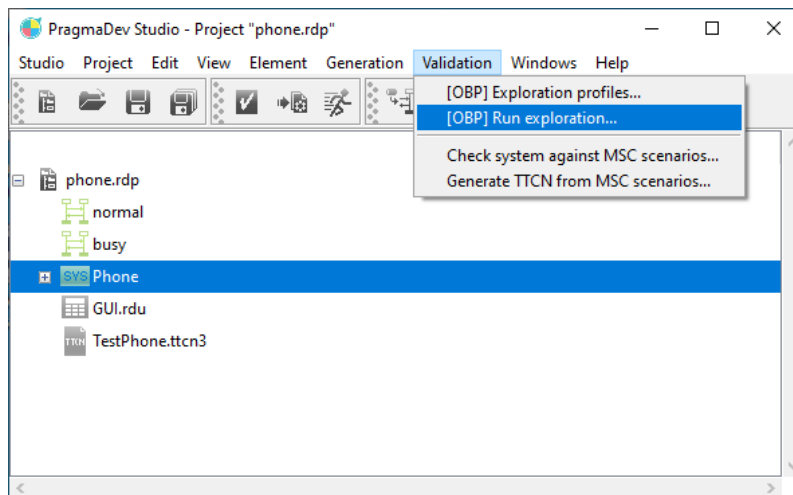 PragmaDev Studio - Project "phone.rdp"
Studio Project Edit View Element Generation Validation Windows Help
[OBP] Exploration profiles...
[OBP] Run exploration...
Check system against MSC scenarios...
Generate TTCN from MSC scenarios...
phone.rdp
normal
busy
SYS Phone
GUI.rdu
TTCN TestPhone.ttcn3